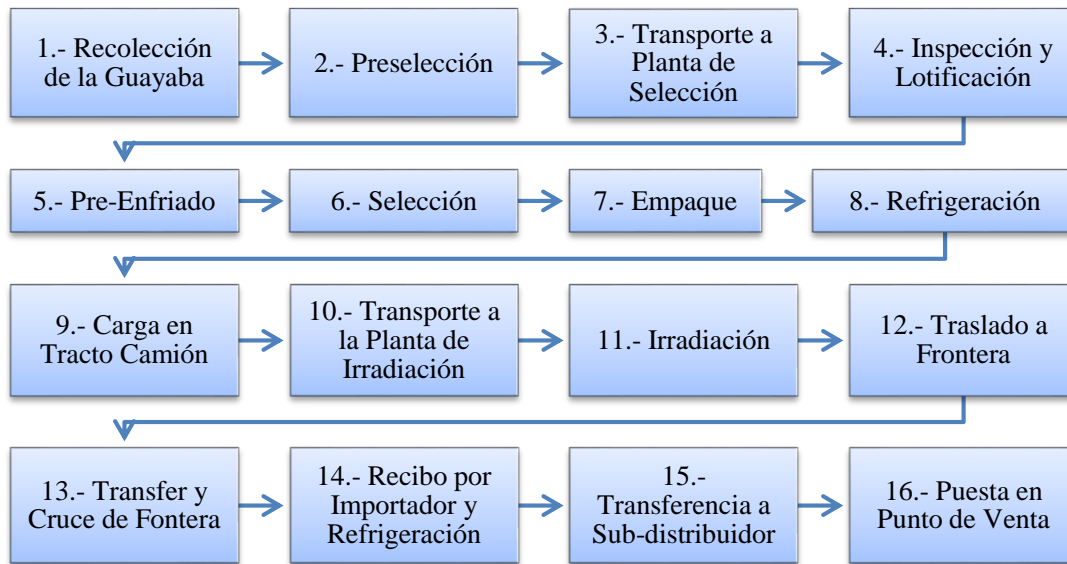 1.- Recolección
de la Guayaba
2.- Preselección
3.- Transporte a
Planta de
Selección
4.- Inspección y
Lotificación
5.- Pre-Enfriado
6.- Selección
7.- Empaque
8.- Refrigeración
9.- Carga en
Tracto Camión
10.- Transporte a
la Planta de
Irradiación
11.- Irradiación
12.- Traslado a
Frontera
13.- Transfer y
Cruce de Fontera
14.- Recibo por
Importador y
Refrigeración
15.-
Transferencia a
Sub-distribuidor
16.- Puesta en
Punto de Venta